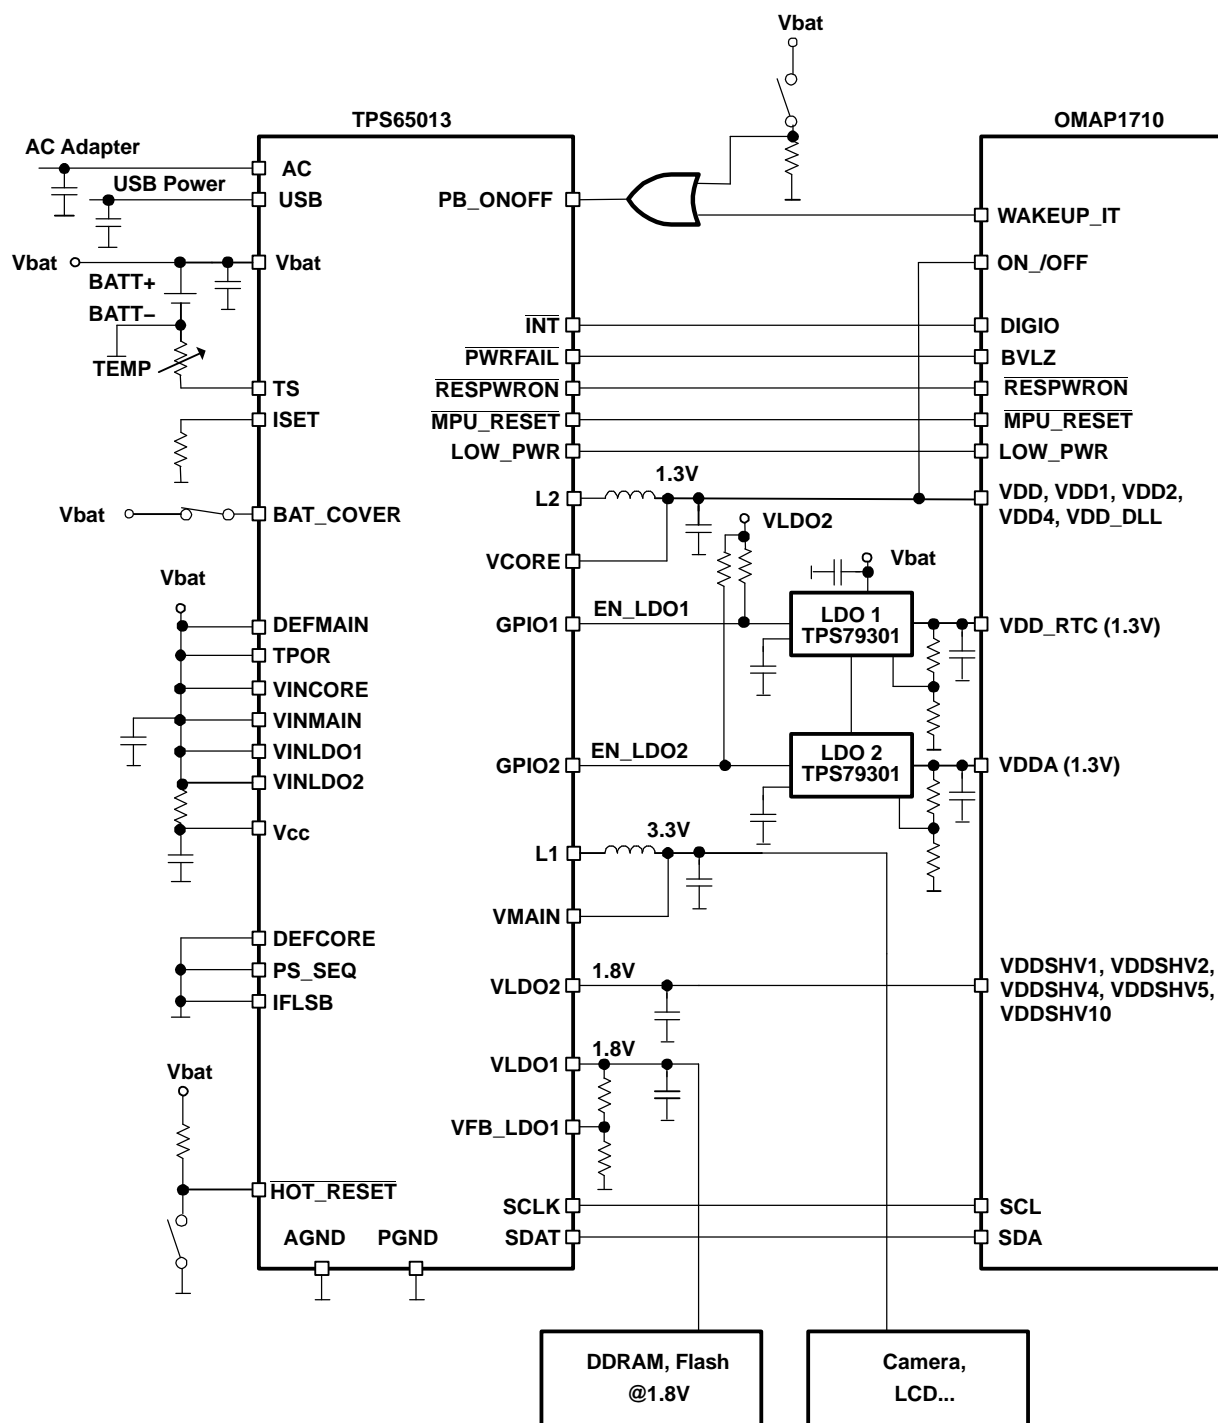 Vbat
TPS65013
OMAP1710
AC Adapter
AC
USB Power
USB
PB_ONOFF
WAKEUP_IT
Vbat
Vbat
ON_/OFF
BATT+
BATT–
INT
DIGIO
TEMP
PWRFAIL
BVLZ
TS
RESPWRON
RESPWRON
ISET
MPU_RESET
MPU_RESET
LOW_PWR
LOW_PWR
1.3V
L2
VDD, VDD1, VDD2,
VDD4, VDD_DLL
Vbat
BAT_COVER
VLDO2
VCORE
Vbat
Vbat
EN_LDO1
LDO 1
TPS79301
DEFMAIN
GPIO1
VDD_RTC (1.3V)
TPOR
VINCORE
VINMAIN
VINLDO1
EN_LDO2
LDO 2
TPS79301
GPIO2
VDDA (1.3V)
VINLDO2
Vcc
3.3V
L1
VMAIN
DEFCORE
PS_SEQ
IFLSB
1.8V
VLDO2
VDDSHV1, VDDSHV2,
VDDSHV4, VDDSHV5,
VDDSHV10
1.8V
VLDO1
Vbat
VFB_LDO1
HOT_RESET
SCLK
SCL
AGND
PGND
SDAT
SDA
DDRAM, Flash
@1.8V
Camera,
LCD...